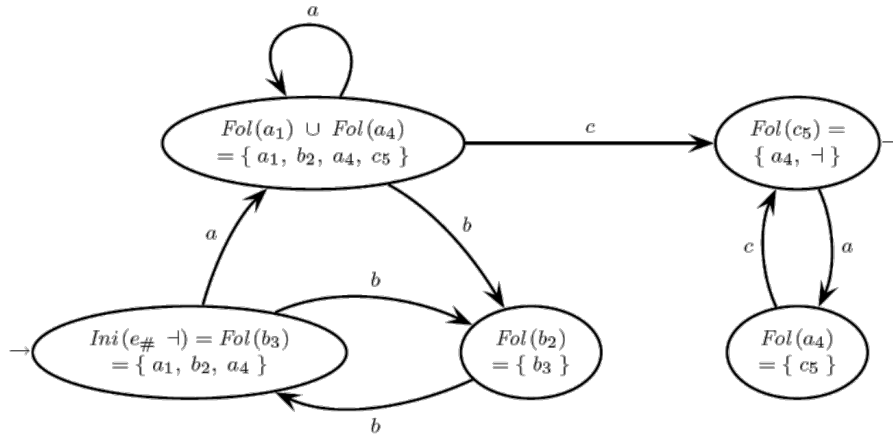 a
Fol(a₁) ∪ Fol(a₄)
= { a₁, b₂, a₄, c₅ }
c
Fol(c₅) =
{ a₄, ⊣ }
→
a
b
c
a
b
→
Ini(e# ⊣) = Fol(b₃)
= { a₁, b₂, a₄ }
Fol(b₂)
= { b₃ }
Fol(a₄)
= { c₅ }
b